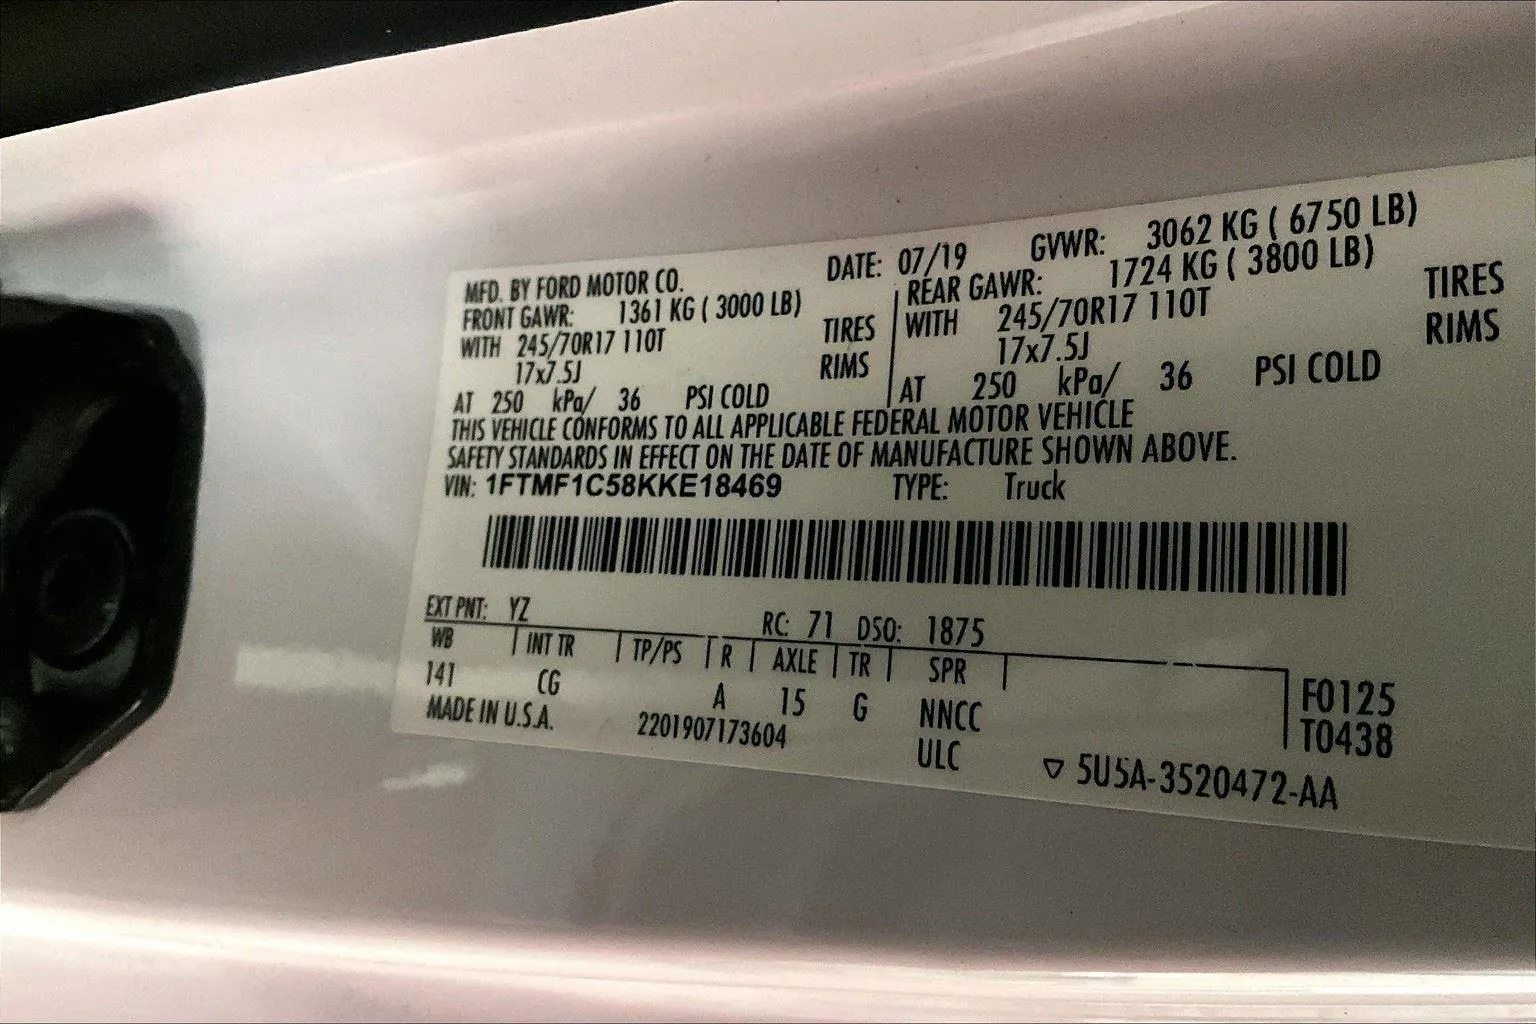 MFD. BY FORD MOTOR CO. DATE: 07/19 GVWR: 3062 KG ( 6750 LB)
FRONT GAWR: 1361 KG ( 3000 LB) REAR GAWR: 1724 KG ( 3800 LB)
WITH 245/70R17 110T TIRES WITH 245/70R17 110T TIRES
17x7.5J RIMS 17x7.5J RIMS
AT 250 kPa/ 36 PSI COLD AT 250 kPa/ 36 PSI COLD
THIS VEHICLE CONFORMS TO ALL APPLICABLE FEDERAL MOTOR VEHICLE
SAFETY STANDARDS IN EFFECT ON THE DATE OF MANUFACTURE SHOWN ABOVE.
VIN: 1FTMF1C58KKE18469 TYPE: Truck
EXT PNT: YZ RC: 71 DSO: 1875
WB INT TR TP/PS R AXLE TR SPR
141 CG A 15 G NNCC F0125
ULC T0438
MADE IN U.S.A. 2201907173604 ▽ 5U5A-3520472-AA